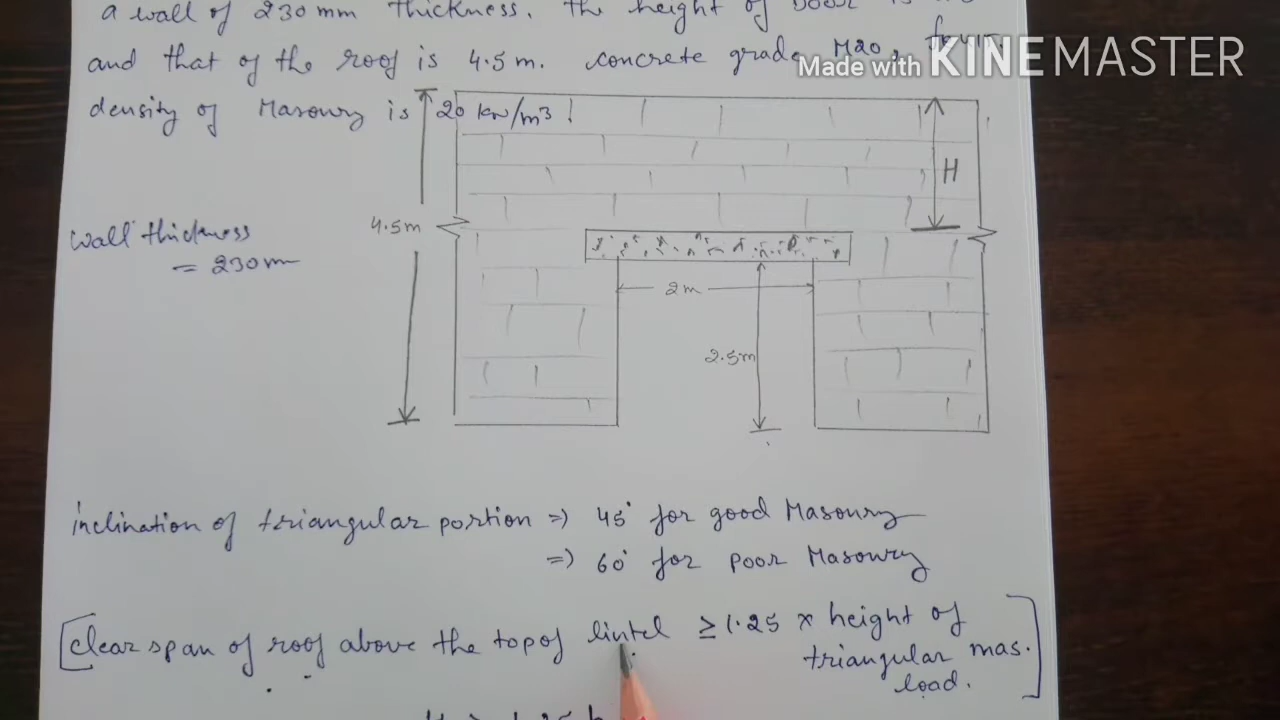 a wall of 230 mm thickness. The height of Door is
and that of the roof is 4.5 m. concrete grade M20,
Made with KINEMASTER
density of Masonry is 20 kN/m3
H
4.5m
wall thickness
= 230m
2m
2.5m
inclination of triangular portion => 45° for good Masonry
=> 60° for poor Masonry
[clear span of roof above the top of lintel ≥ 1.25 x height of
triangular mas.
load.]